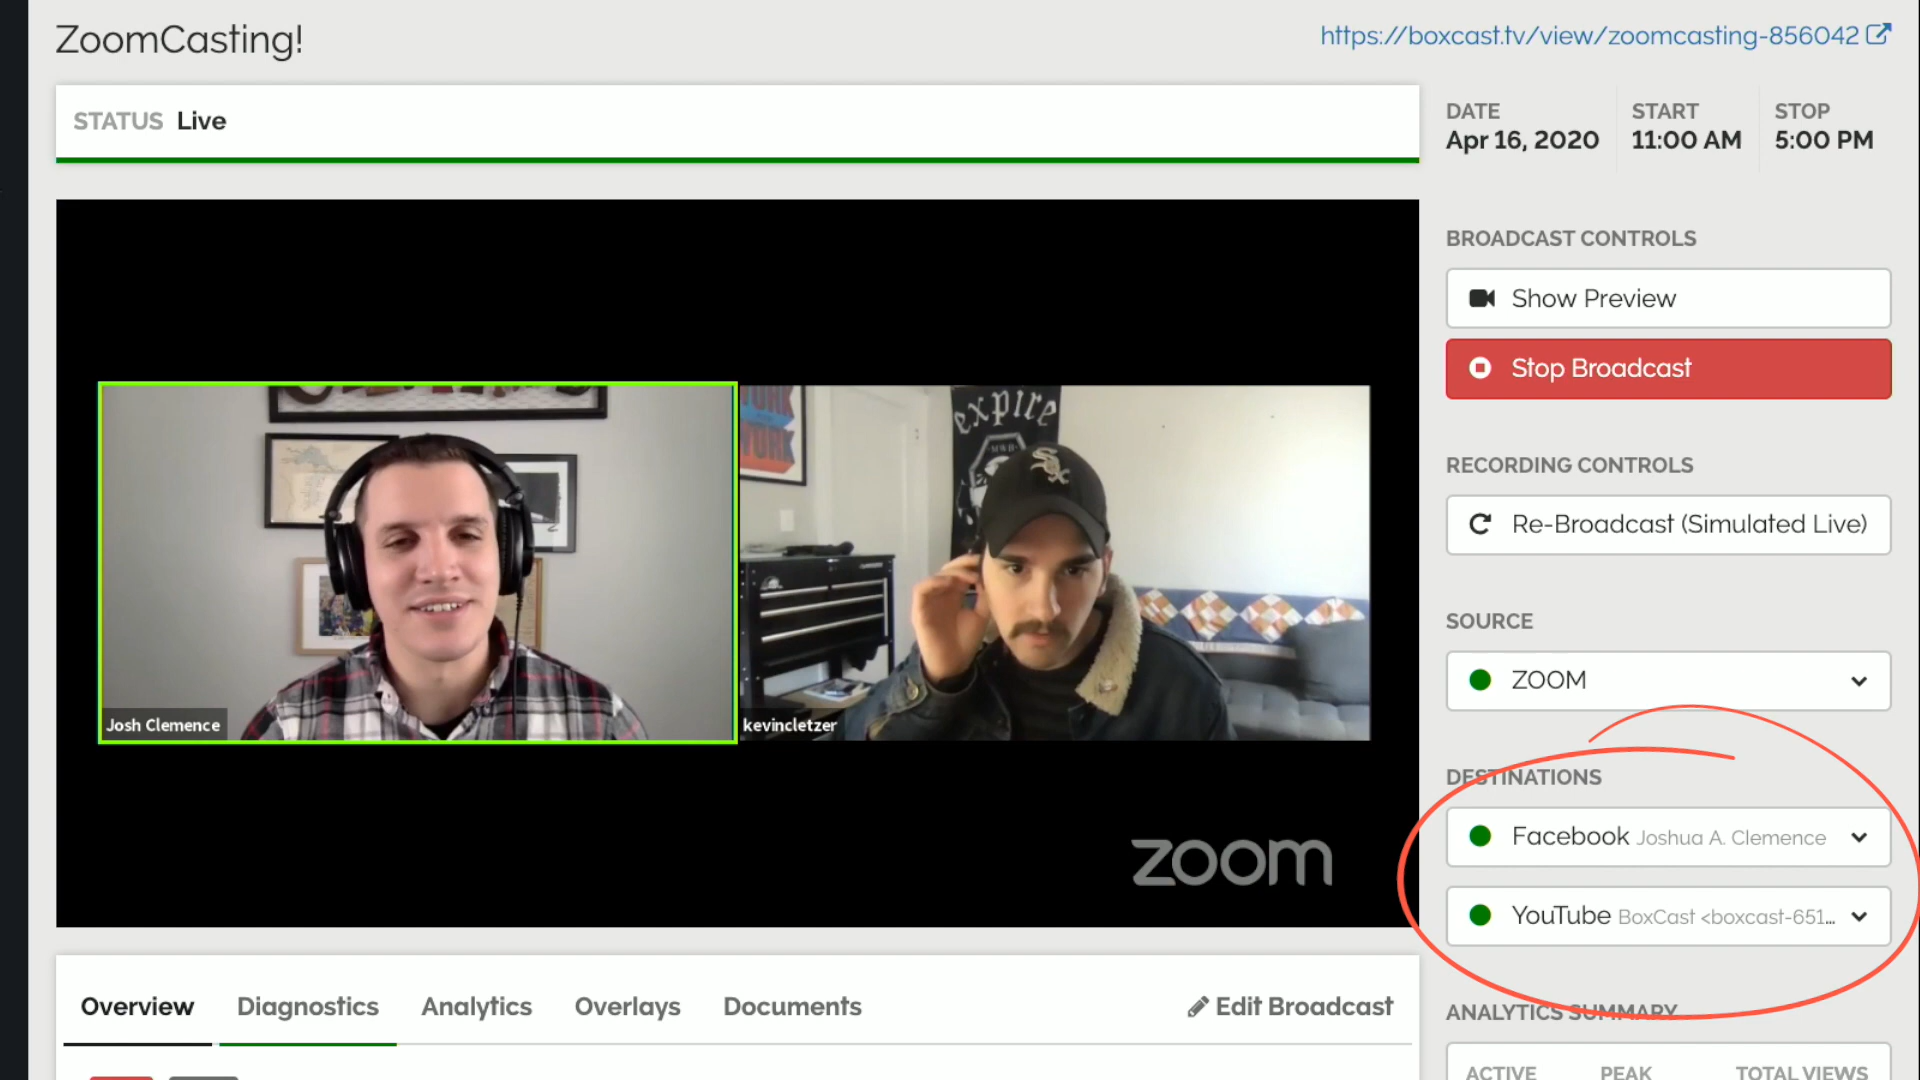 ZoomCasting!
https://boxcast.tv/view/zoomcasting-856042
STATUS Live
DATE
Apr 16, 2020
START
11:00 AM
STOP
5:00 PM
BROADCAST CONTROLS
Show Preview
Stop Broadcast
RECORDING CONTROLS
Re-Broadcast (Simulated Live)
SOURCE
ZOOM
DESTINATIONS
Facebook Joshua A. Clemence
YouTube BoxCast <boxcast-651...
ANALYTICS SUMMARY
ACTIVE PEAK TOTAL VIEWS
WORK
expire
MWB
Sox
Josh Clemence
kevincletzer
zoom
Overview Diagnostics Analytics Overlays Documents Edit Broadcast